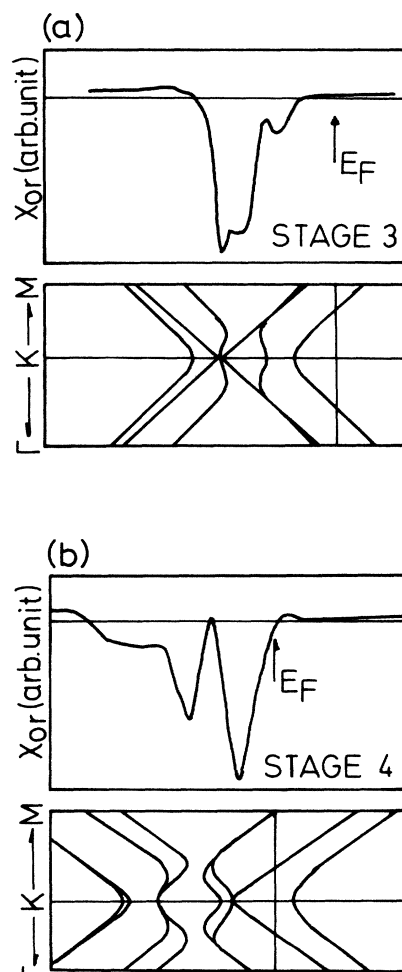 (a)
χor (arb.unit)
EF
STAGE 3
Γ ← K → M
(b)
χor (arb.unit)
EF
STAGE 4
← K → M